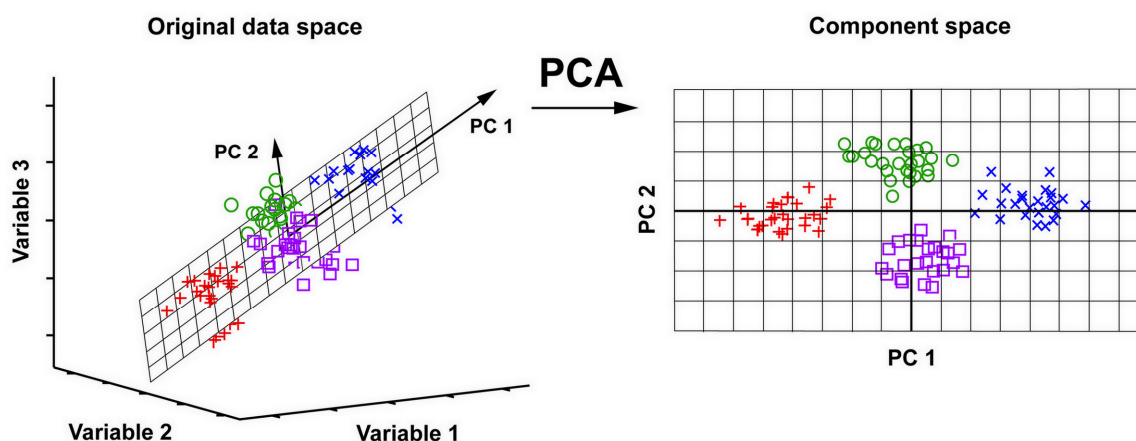 Original data space
Component space
PCA
PC 1
PC 2
Variable 3
PC 2
Variable 2
Variable 1
PC 1